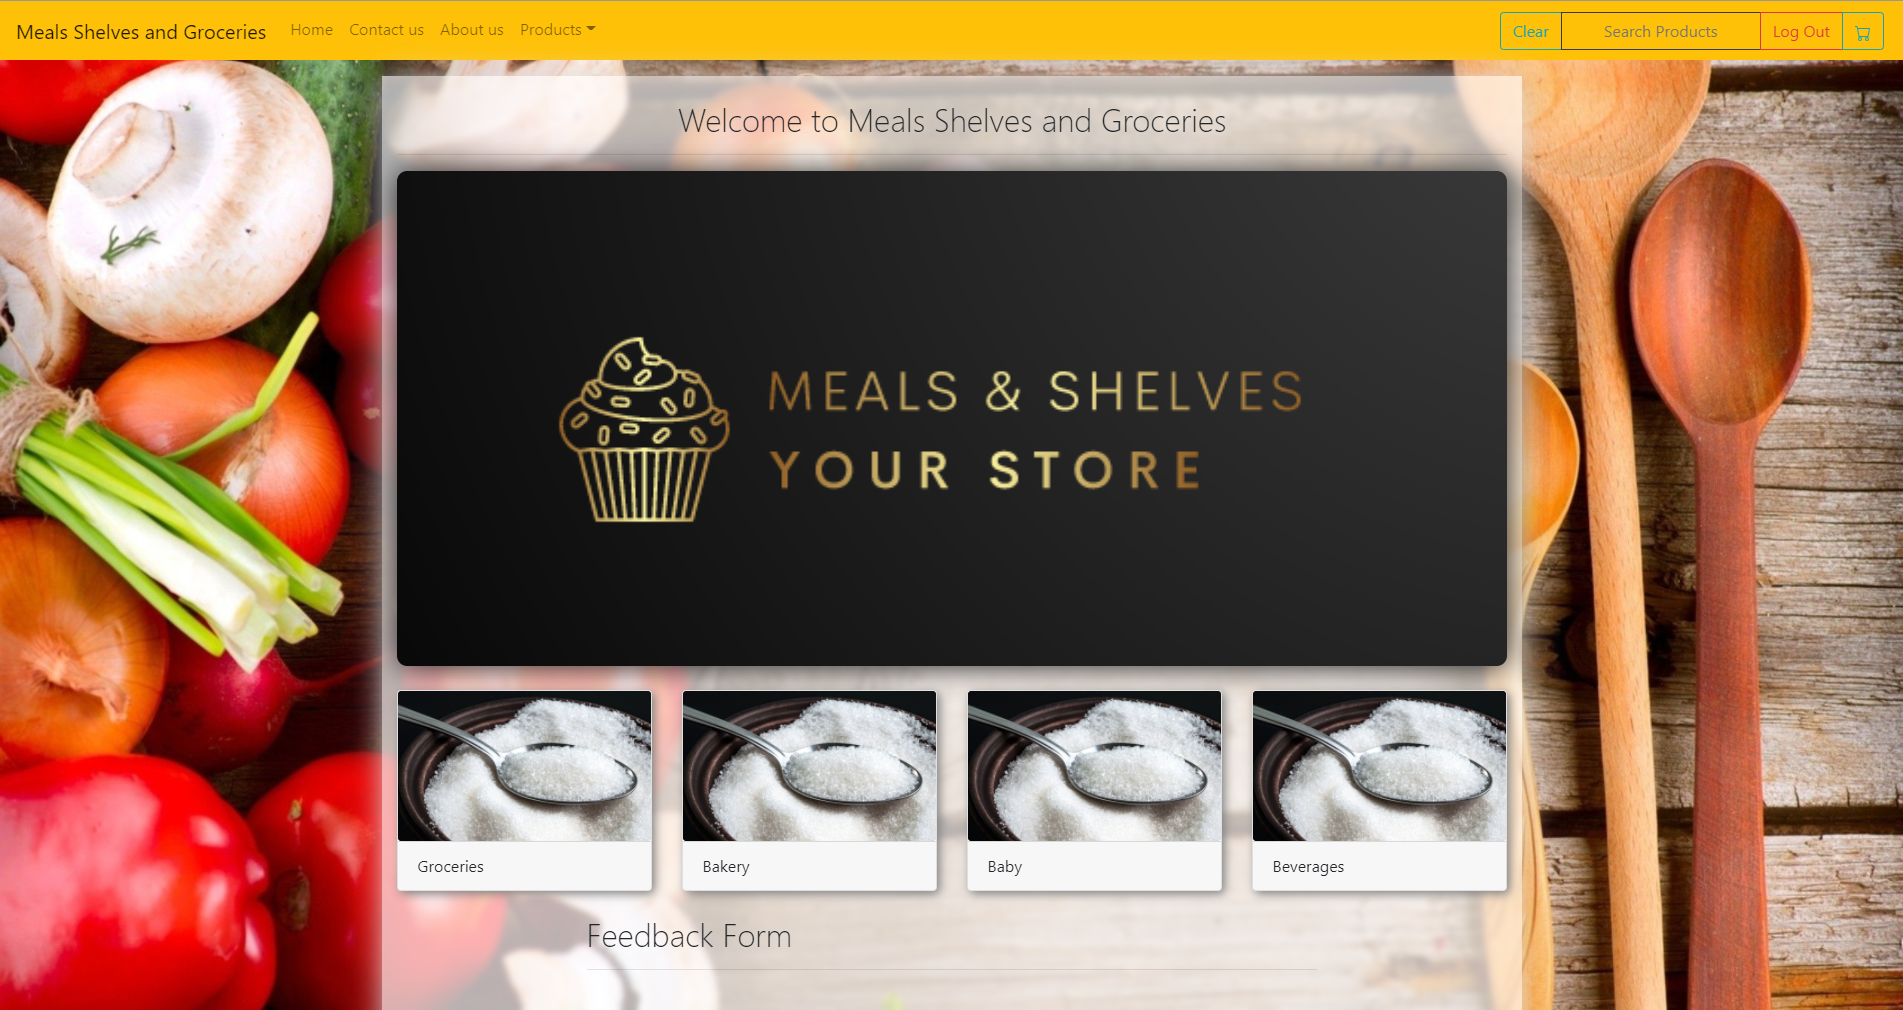 Meals Shelves and Groceries Home Contact us About us Products Clear Search Products Log Out
Welcome to Meals Shelves and Groceries
MEALS & SHELVES
YOUR STORE
Groceries Bakery Baby Beverages
Feedback Form